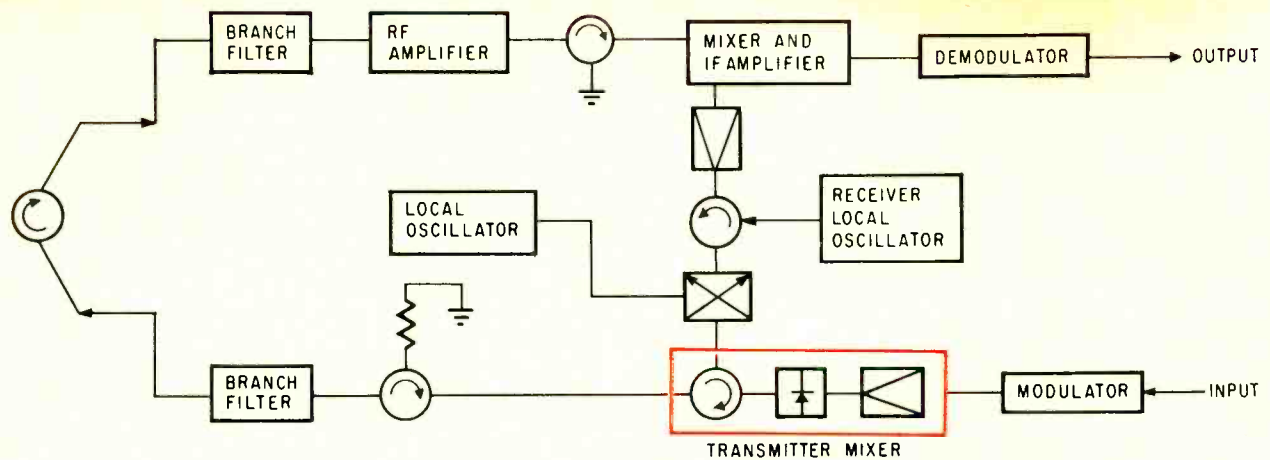 BRANCH
FILTER
RF
AMPLIFIER
MIXER AND
IF AMPLIFIER
DEMODULATOR
OUTPUT
LOCAL
OSCILLATOR
RECEIVER
LOCAL
OSCILLATOR
BRANCH
FILTER
MODULATOR
INPUT
TRANSMITTER MIXER